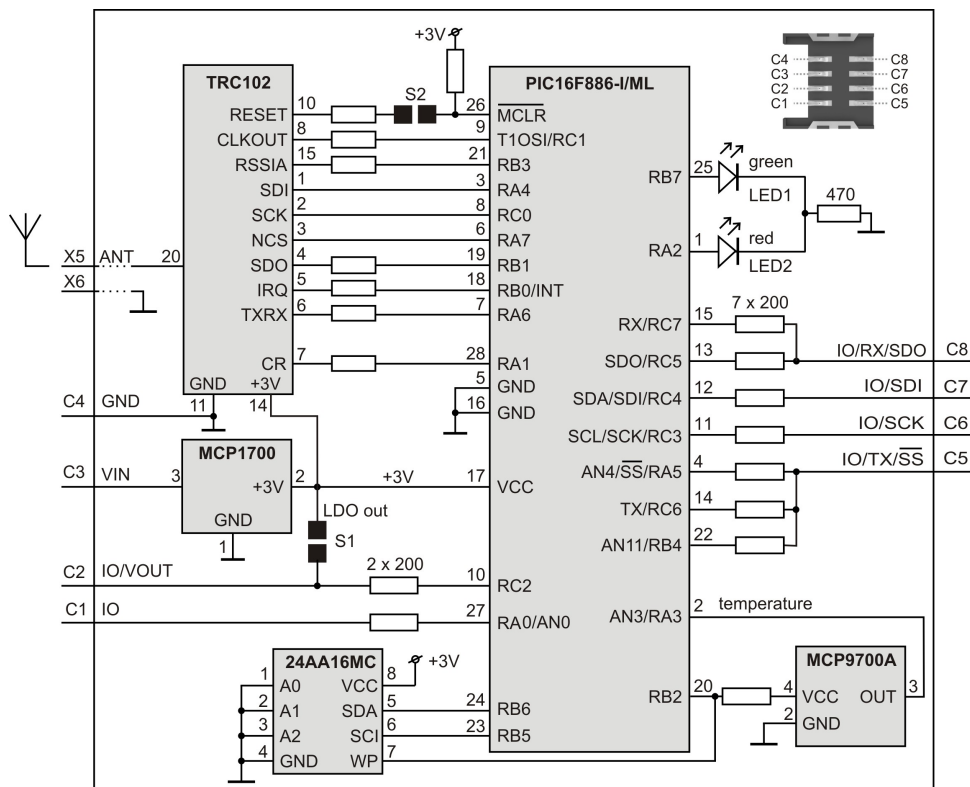 +3V
TRC102
PIC16F886-I/ML
C4 C8
C3 C7
C2 C6
C1 C5
RESET 10 S2 26 MCLR
CLKOUT 8 9 T1OSI/RC1
RSSIA 15 21 RB3
SDI 1 3 RA4
SCK 2 8 RC0
NCS 3 6 RA7
X5 ANT 20 SDO 4 19 RB1
X6 IRQ 5 18 RB0/INT
TXRX 6 7 RA6
CR 7 28 RA1
GND +3V
11 14
5 GND
16 GND
C4 GND
RB7 25 green
LED1
470
RA2 1 red
LED2
7 x 200
RX/RC7 15
SDO/RC5 13 IO/RX/SDO C8
SDA/SDI/RC4 12 IO/SDI C7
SCL/SCK/RC3 11 IO/SCK C6
AN4/SS/RA5 4 IO/TX/SS C5
TX/RC6 14
AN11/RB4 22
MCP1700
C3 VIN 3 +3V 2 +3V 17 VCC
GND
1
LDO out
S1
C2 IO/VOUT 2 x 200 10 RC2
C1 IO 27 RA0/AN0
AN3/RA3 2 temperature
24AA16MC
+3V
1 A0 VCC 8
2 A1 SDA 5 24 RB6
3 A2 SCI 6 23 RB5
4 GND WP 7
MCP9700A
RB2 20 4 VCC OUT 3
2 GND